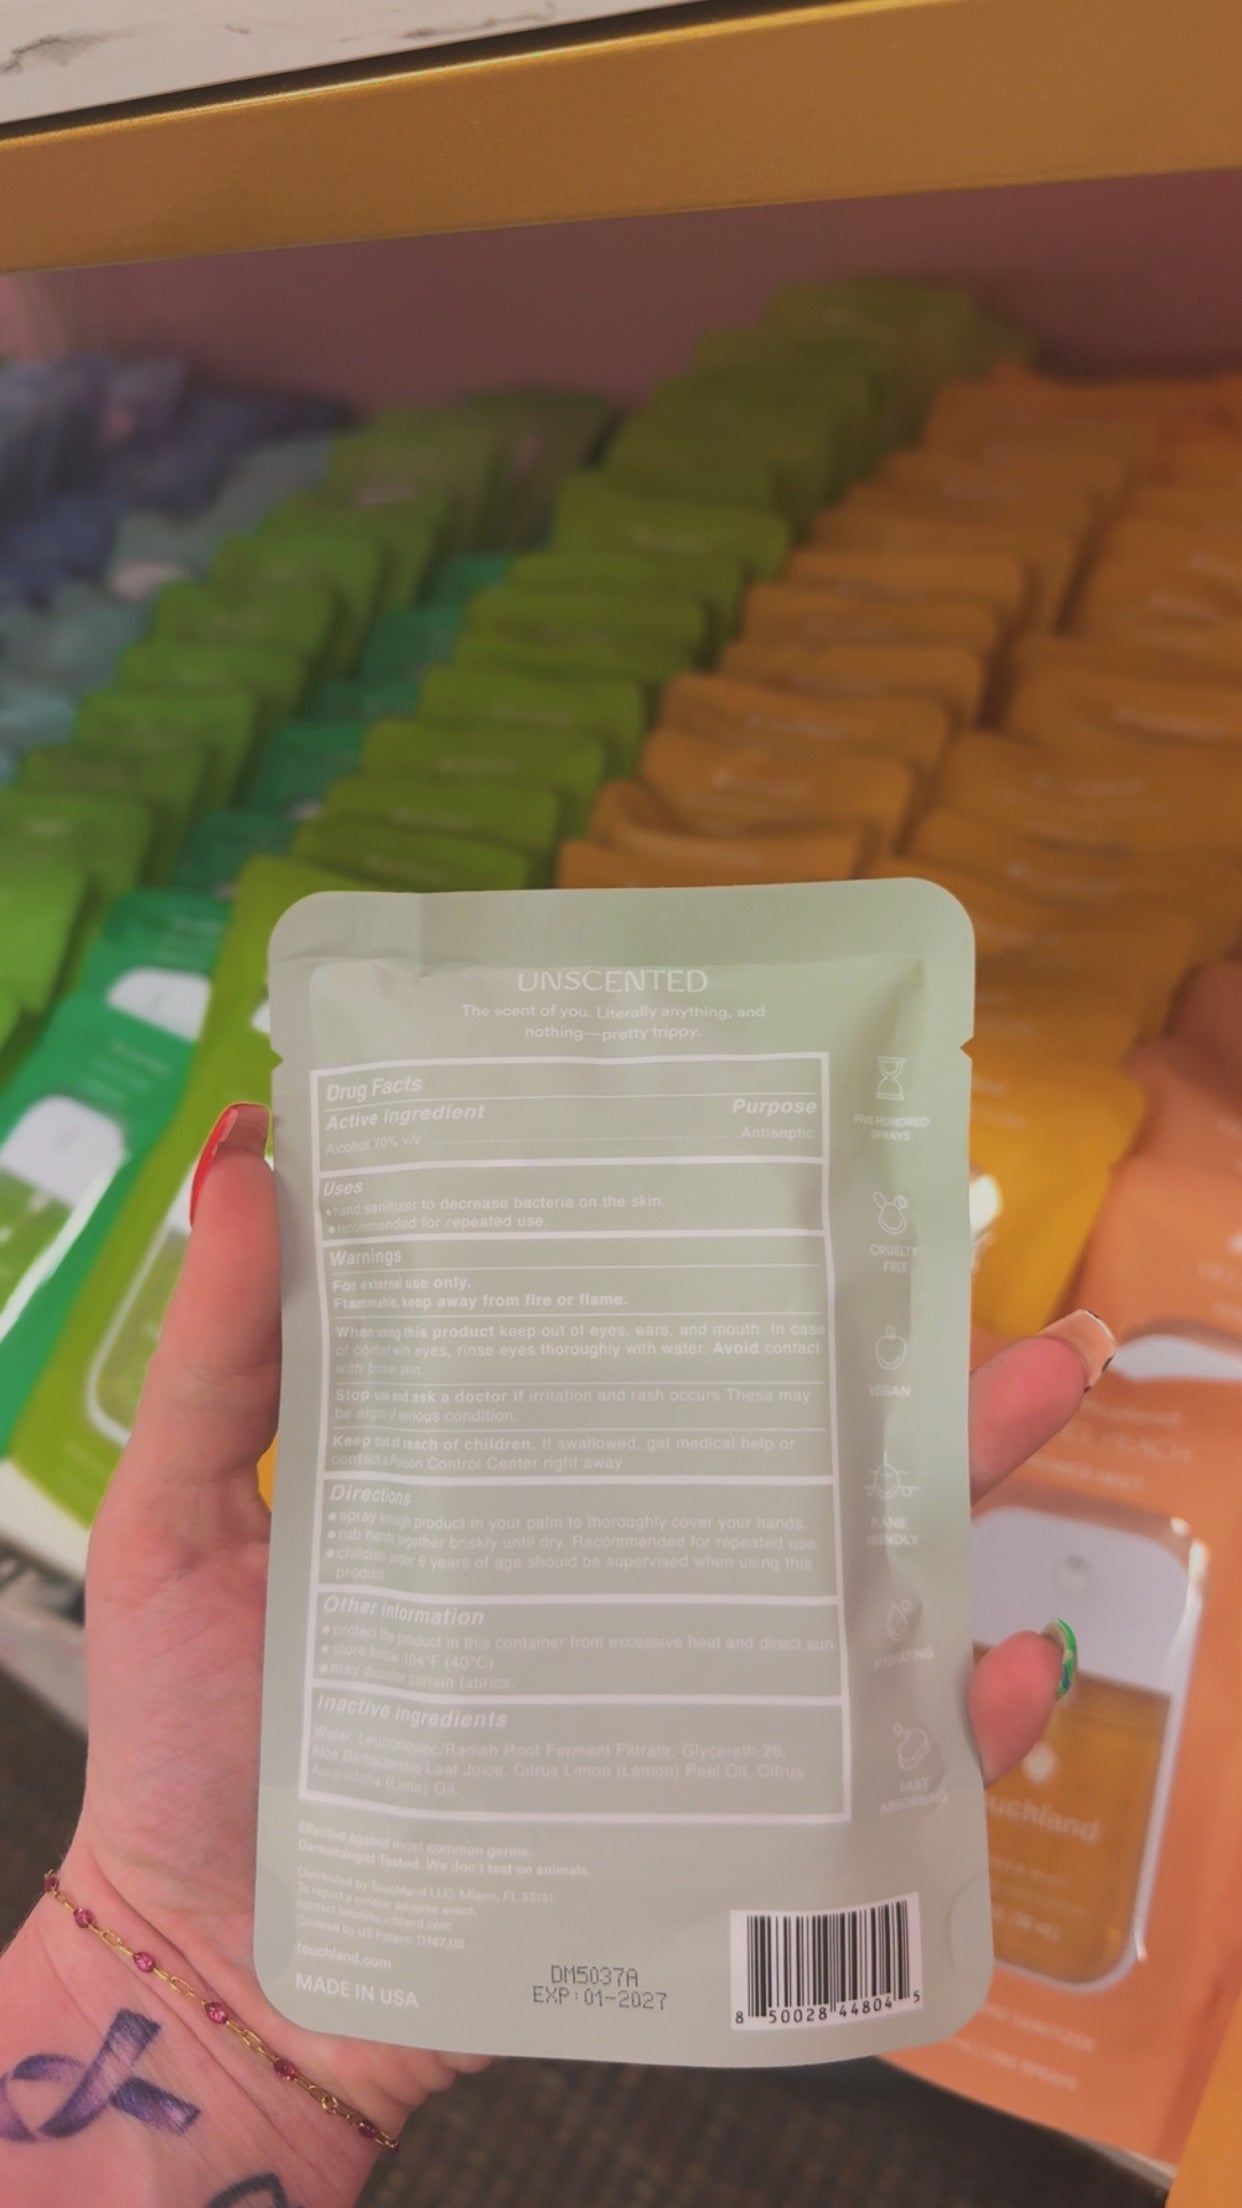 UNSCENTED
The scent of you. Literally anything, and
nothing—pretty trippy.
Drug Facts
Active ingredient Purpose
Alcohol 70% v/v Antiseptic
Uses
• hand sanitizer to decrease bacteria on the skin.
• recommended for repeated use.
Warnings
For external use only.
Flammable, keep away from fire or flame.
When using this product keep out of eyes, ears, and mouth. In case
of contact with eyes, rinse eyes thoroughly with water. Avoid contact
with broken skin.
Stop use and ask a doctor if irritation and rash occurs. These may
be signs of serious condition.
Keep out of reach of children. If swallowed, get medical help or
contact a Poison Control Center right away.
Directions
• spray enough product in your palm to thoroughly cover your hands.
• rub hands together briskly until dry. Recommended for repeated use.
• children under 6 years of age should be supervised when using this
product.
Other information
• protect the product in this container from excessive heat and direct sun.
• store below 104°F (40°C).
• may discolor certain fabrics.
Inactive ingredients
Water, Leuconostoc/Radish Root Ferment Filtrate, Glycereth-26,
Aloe Barbadensis Leaf Juice, Citrus Limon (Lemon) Peel Oil, Citrus
Aurantifolia (Lime) Oil.
FIVE HUNDRED
SPRAYS
CRUELTY
FREE
VEGAN
PLANE
FRIENDLY
HYDRATING
FAST
ABSORBING
Effective against most common germs.
Dermatologist Tested. We don't test on animals.
Distributed by Touchland LLC. Miami, FL 33131.
To report a serious adverse event,
contact help@touchland.com
Covered by US Patent: D747,118
touchland.com
MADE IN USA
DM5037A
EXP:01-2027
8 50028 44804 5
touchland